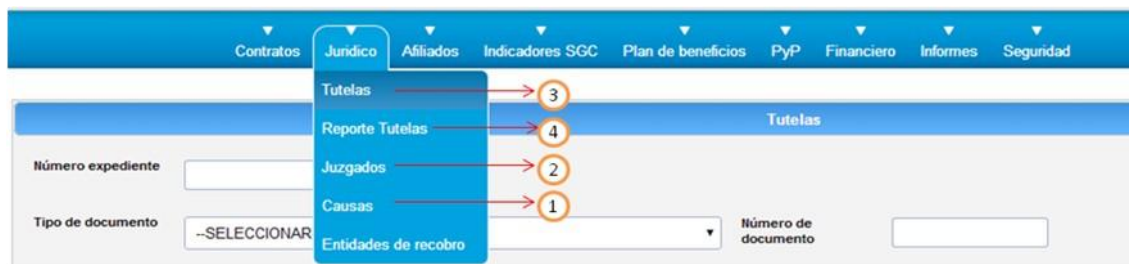 Contratos Jurídico Afiliados Indicadores SGC Plan de beneficios PyP Financiero Informes Seguridad
Tutelas 3
Reporte Tutelas 4
Juzgados 2
Causas 1
Entidades de recobro
Tutelas
Número expediente
Tipo de documento --SELECCIONAR
Número de
documento